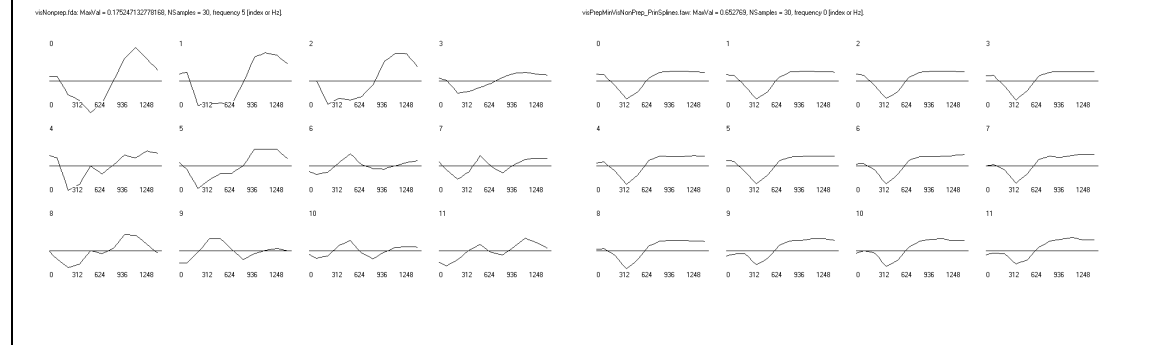 visNonprep.fda: MaxVal = 0.175247132778168, NSamples = 30, frequency 5 [index or Hz].
visPrepMinVisNonPrep_PrinSplines.taw: MaxVal = 0.652769, NSamples = 30, frequency 0 [index or Hz].
0 1 2 3 0 1 2 3
0 312 624 936 1248 0 312 624 936 1248 0 312 624 936 1248 0 312 624 936 1248 0 312 624 936 1248 0 312 624 936 1248 0 312 624 936 1248 0 312 624 936 1248
4 5 6 7 4 5 6 7
0 312 624 936 1248 0 312 624 936 1248 0 312 624 936 1248 0 312 624 936 1248 0 312 624 936 1248 0 312 624 936 1248 0 312 624 936 1248 0 312 624 936 1248
8 9 10 11 8 9 10 11
0 312 624 936 1248 0 312 624 936 1248 0 312 624 936 1248 0 312 624 936 1248 0 312 624 936 1248 0 312 624 936 1248 0 312 624 936 1248 0 312 624 936 1248